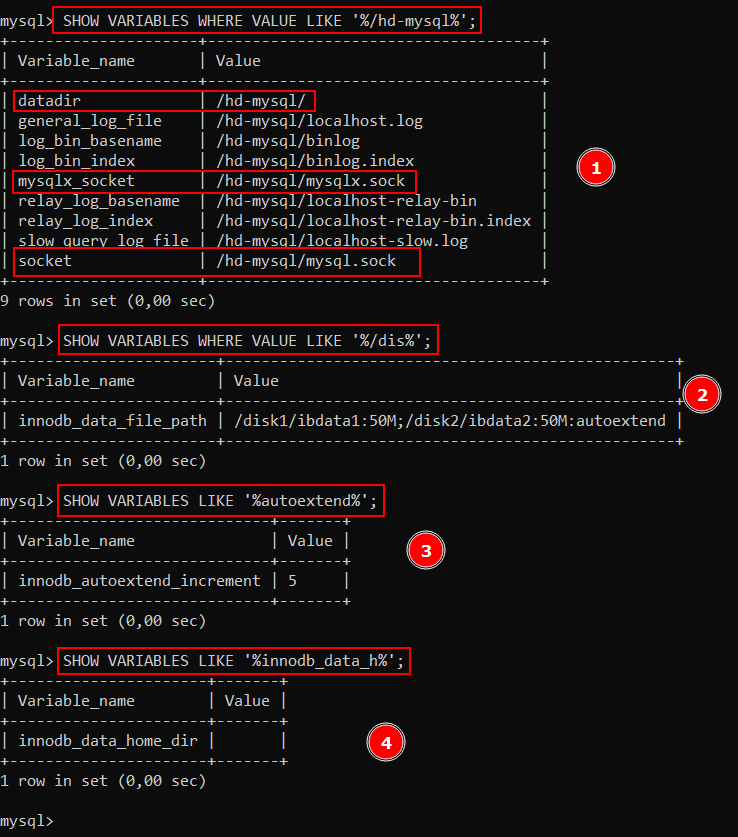 mysql> SHOW VARIABLES WHERE VALUE LIKE '%/hd-mysql%';
+---------------------+-------------------------------------+
| Variable_name       | Value                               |
+---------------------+-------------------------------------+
| datadir             | /hd-mysql/                          |
| general_log_file    | /hd-mysql/localhost.log             |
| log_bin_basename    | /hd-mysql/binlog                    |
| log_bin_index       | /hd-mysql/binlog.index              |
| mysqlx_socket       | /hd-mysql/mysqlx.sock               |
| relay_log_basename  | /hd-mysql/localhost-relay-bin       |
| relay_log_index     | /hd-mysql/localhost-relay-bin.index |
| slow_query_log_file | /hd-mysql/localhost-slow.log        |
| socket              | /hd-mysql/mysql.sock                |
+---------------------+-------------------------------------+
9 rows in set (0,00 sec)
1
mysql> SHOW VARIABLES WHERE VALUE LIKE '%/dis%';
+-----------------------+--------------------------------------------------+
| Variable_name         | Value                                            |
+-----------------------+--------------------------------------------------+
| innodb_data_file_path | /disk1/ibdata1:50M;/disk2/ibdata2:50M:autoextend |
+-----------------------+--------------------------------------------------+
1 row in set (0,00 sec)
2
mysql> SHOW VARIABLES LIKE '%autoextend%';
+-----------------------------+-------+
| Variable_name               | Value |
+-----------------------------+-------+
| innodb_autoextend_increment | 5     |
+-----------------------------+-------+
1 row in set (0,00 sec)
3
mysql> SHOW VARIABLES LIKE '%innodb_data_h%';
+----------------------+-------+
| Variable_name        | Value |
+----------------------+-------+
| innodb_data_home_dir |       |
+----------------------+-------+
1 row in set (0,00 sec)
4
mysql>